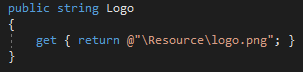 public string Logo
{
get { return @"\Resource\logo.png"; }
}